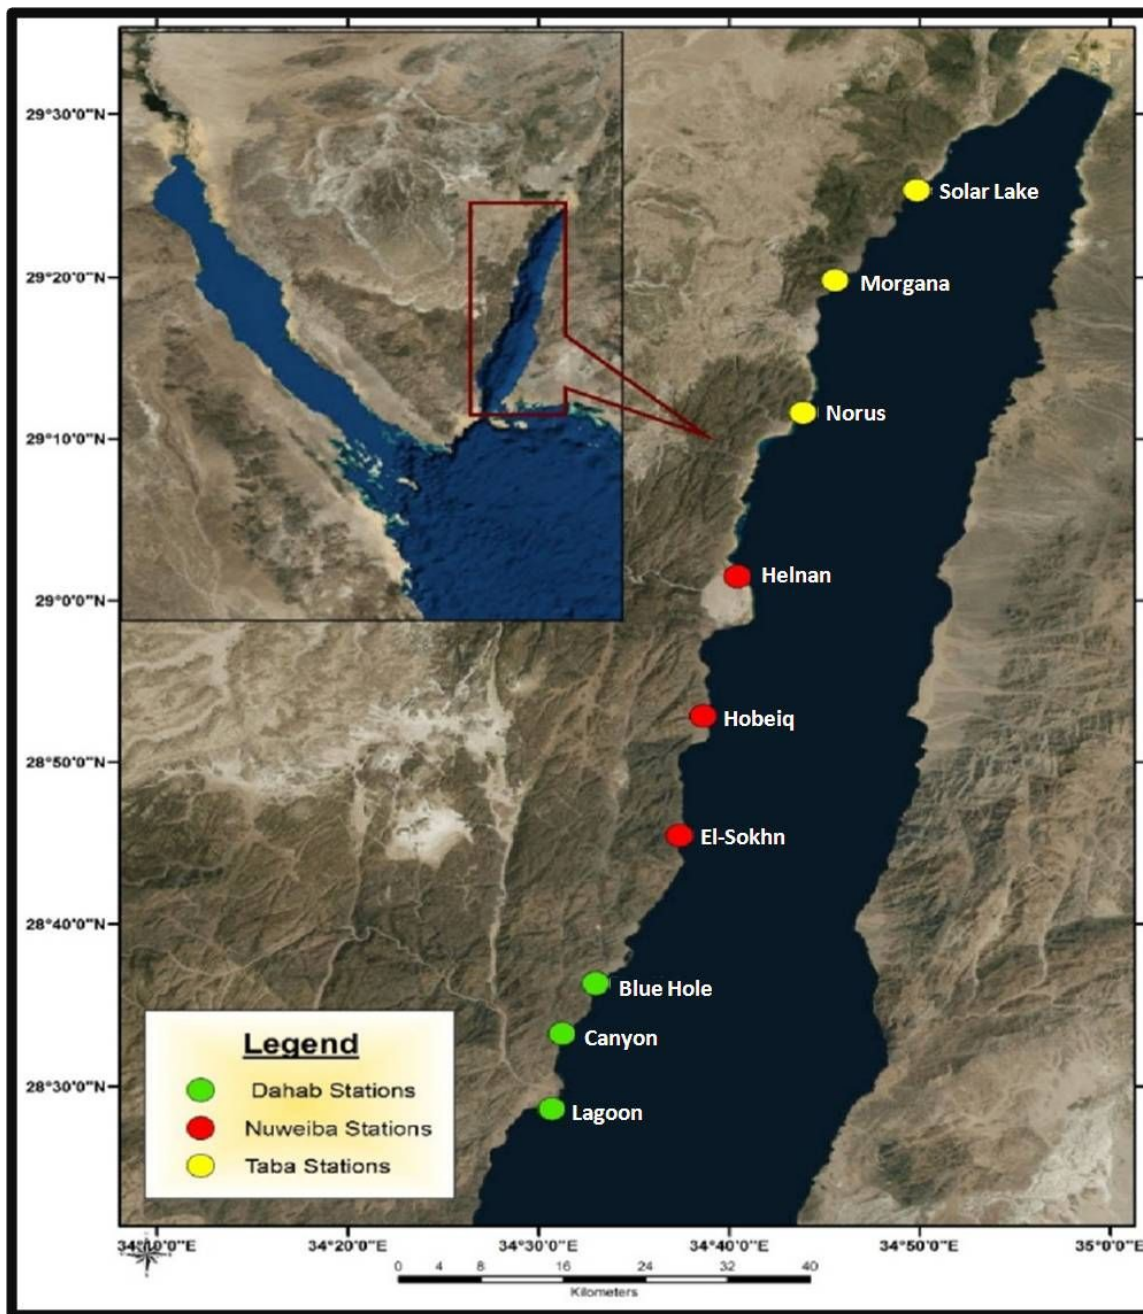 29°30'0"N
Solar Lake
29°20'0"N
Morgana
Norus
29°10'0"N
Helnan
29°0'0"N
Hobeiq
28°50'0"N
El-Sokhn
28°40'0"N
Blue Hole
Canyon
28°30'0"N
Lagoon
Legend
Dahab Stations
Nuweiba Stations
Taba Stations
34°20'0"E
34°30'0"E
34°40'0"E
34°50'0"E
35°0'0"E
0 4 8 16 24 32 40
Kilometers